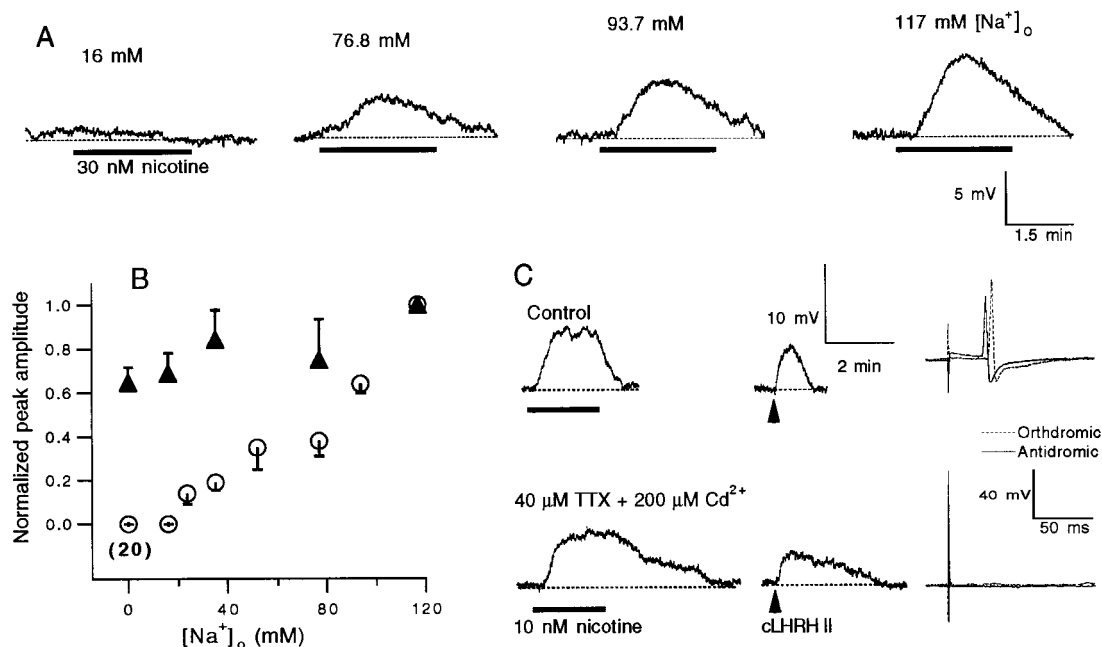 A
16 mM
76.8 mM
93.7 mM
117 mM [Na⁺]ₒ
30 nM nicotine
5 mV
1.5 min
B
Normalized peak amplitude
1.0
0.8
0.6
0.4
0.2
0.0
(20)
0
40
80
120
[Na⁺]ₒ (mM)
C
Control
10 mV
2 min
Orthdromic
Antidromic
40 µM TTX + 200 µM Cd²⁺
40 mV
50 ms
10 nM nicotine
cLHRH II